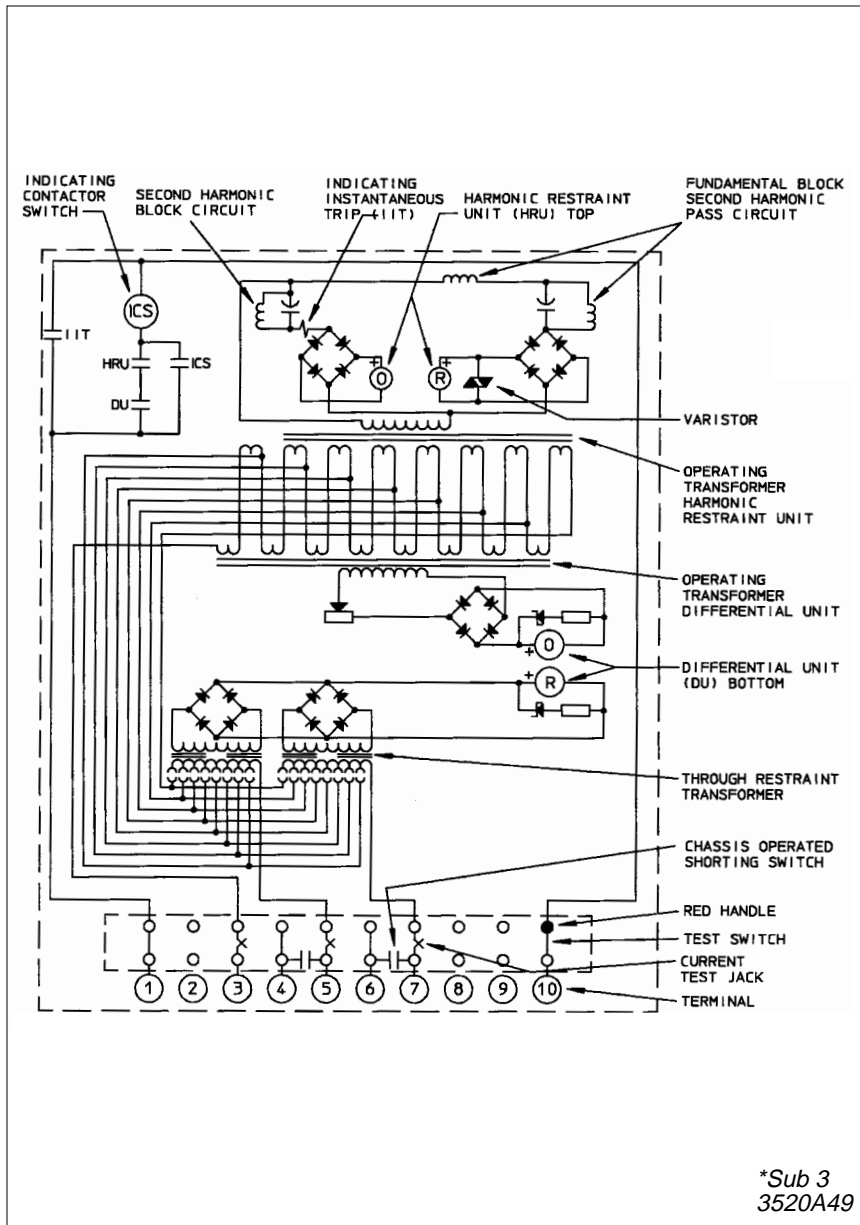 INDICATING
CONTACTOR
SWITCH
SECOND HARMONIC
BLOCK CIRCUIT
INDICATING
INSTANTANEOUS
TRIP (IIT)
HARMONIC RESTRAINT
UNIT (HRU) TOP
FUNDAMENTAL BLOCK
SECOND HARMONIC
PASS CIRCUIT
ICS
IIT
HRU
ICS
DU
+
O
R
+
VARISTOR
OPERATING
TRANSFORMER
HARMONIC
RESTRAINT UNIT
OPERATING
TRANSFORMER
DIFFERENTIAL UNIT
+
O
+
R
DIFFERENTIAL UNIT
(DU) BOTTOM
THROUGH RESTRAINT
TRANSFORMER
CHASSIS OPERATED
SHORTING SWITCH
RED HANDLE
TEST SWITCH
CURRENT
TEST JACK
TERMINAL
1 2 3 4 5 6 7 8 9 10
*Sub 3
3520A49